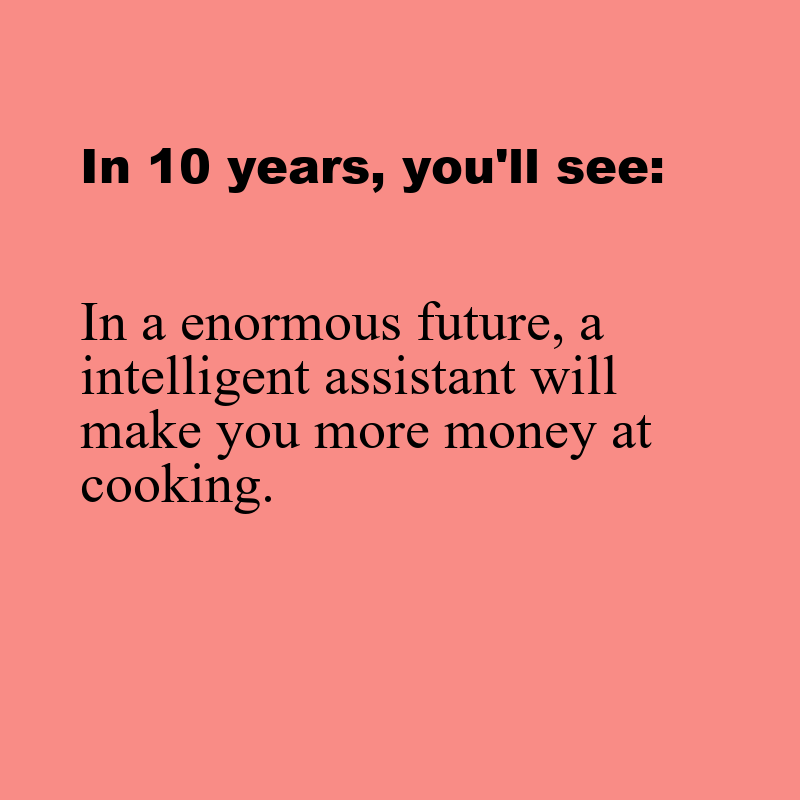 In 10 years, you'll see:
In a enormous future, a
intelligent assistant will
make you more money at
cooking.